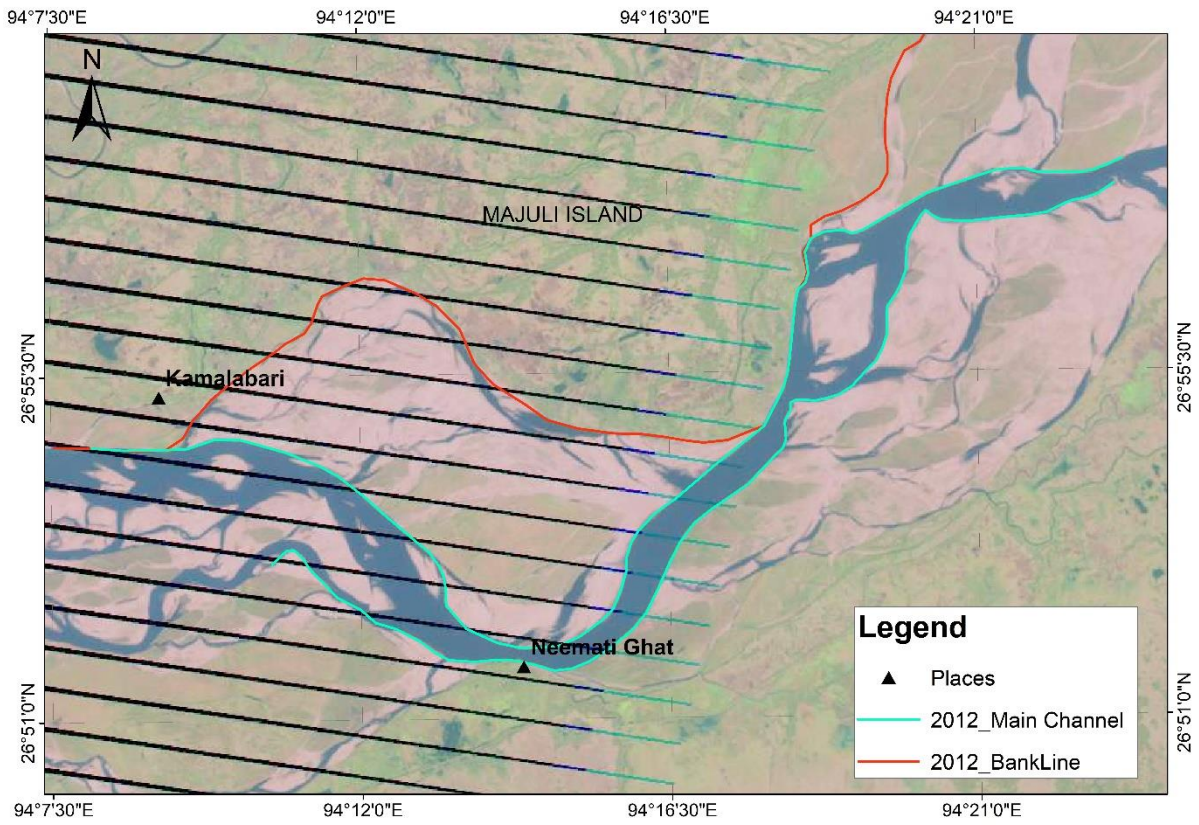 94°7'30"E 94°12'0"E 94°16'30"E 94°21'0"E
N
MAJULI ISLAND
26°55'30"N
26°55'30"N
Kamalabari
Neemati Ghat
26°51'0"N
26°51'0"N
Legend
Places
2012_Main Channel
2012_BankLine
94°7'30"E 94°12'0"E 94°16'30"E 94°21'0"E